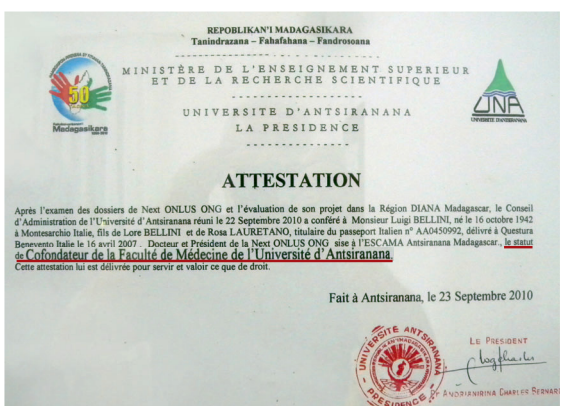 REPOBLIKAN'I MADAGASIKARA
Tanindrazana - Fahafahana - Fandrosoana
MINISTÈRE DE L'ENSEIGNEMENT SUPERIEUR
ET DE LA RECHERCHE SCIENTIFIQUE
50
Madagasikara
UNIVERSITE D'ANTSIRANANA
LA PRESIDENCE
UNA
UNIVERSITE D'ANTSIRANANA
ATTESTATION
Après l'examen des dossiers de Next ONLUS ONG et l'évaluation de son projet dans la Région DIANA Madagascar, le Conseil
d'Administration de l'Université d'Antsiranana réuni le 22 Septembre 2010 a conféré à Monsieur Luigi BELLINI, né le 16 octobre 1942
à Montesarchio Italie, fils de Lore BELLINI et de Rosa LAURETANO, titulaire du passeport Italien n° AA0450992, délivré à Questura
Benevento Italie le 16 avril 2007 . Docteur et Président de la Next ONLUS ONG sise à l'ESCAMA Antsiranana Madagascar., le statut
de Cofondateur de la Faculté de Médecine de l'Université d'Antsiranana.
Cette attestation lui est délivrée pour servir et valoir ce que de droit.
Fait à Antsiranana, le 23 Septembre 2010
UNIVERSITE ANTSIRANANA
PRESIDENCE
LE PRESIDENT
ANDRIANIRINA CHARLES BERNARD